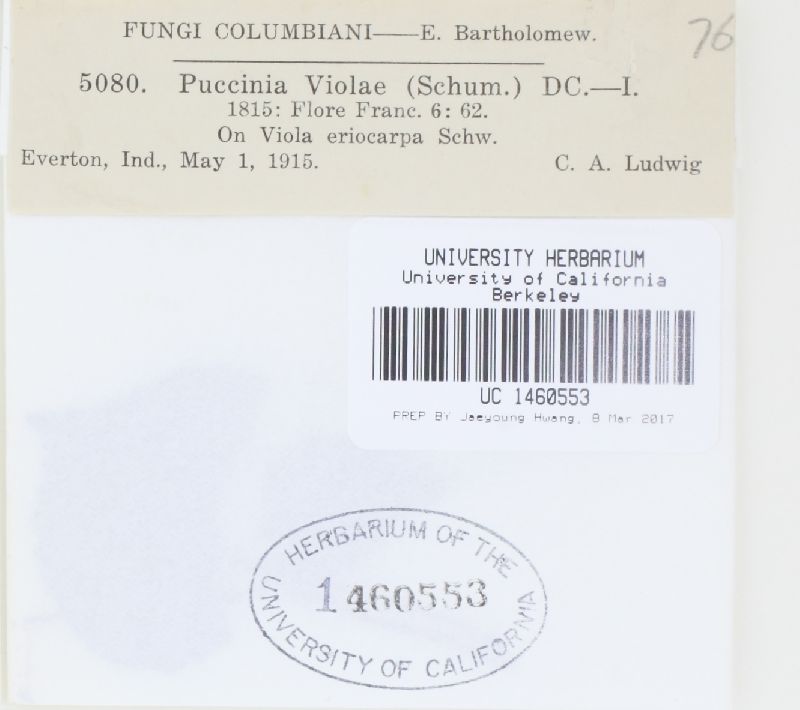 FUNGI COLUMBIANI——E. Bartholomew.
76
5080. Puccinia Violae (Schum.) DC.—I.
1815: Flore Franc. 6: 62.
On Viola eriocarpa Schw.
Everton, Ind., May 1, 1915. C. A. Ludwig
UNIVERSITY HERBARIUM
University of California
Berkeley
UC 1460553
PREP BY Jaeyoung Hwang, 8 Mar 2017
HERBARIUM OF THE
1460553
UNIVERSITY OF CALIFORNIA